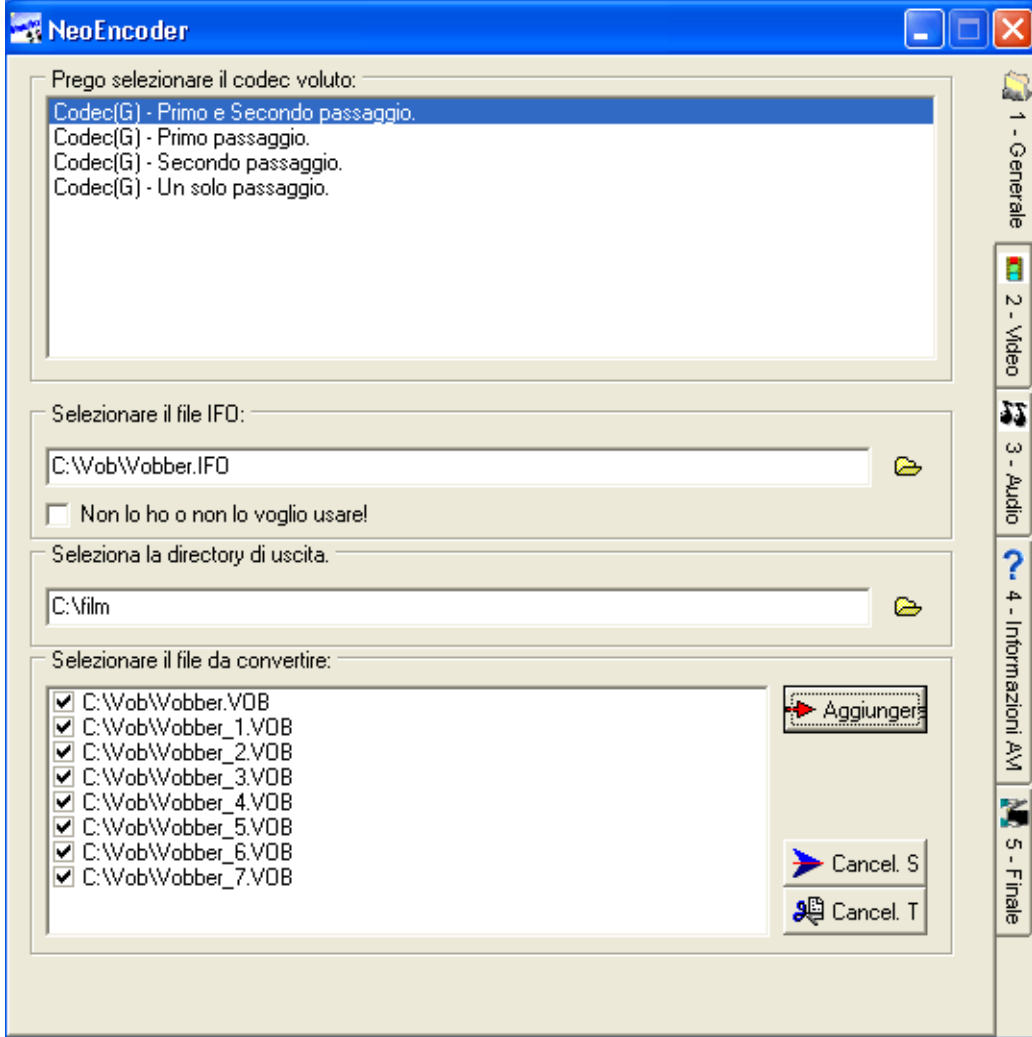 NeoEncoder
Prego selezionare il codec voluto:
Codec(G) - Primo e Secondo passaggio.
Codec(G) - Primo passaggio.
Codec(G) - Secondo passaggio.
Codec(G) - Un solo passaggio.
Selezionare il file IFO:
C:\Vob\Vobber.IFO
Non lo ho o non lo voglio usare!
Seleziona la directory di uscita.
C:\film
Selezionare il file da convertire:
C:\Vob\Vobber.VOB
C:\Vob\Vobber_1.VOB
C:\Vob\Vobber_2.VOB
C:\Vob\Vobber_3.VOB
C:\Vob\Vobber_4.VOB
C:\Vob\Vobber_5.VOB
C:\Vob\Vobber_6.VOB
C:\Vob\Vobber_7.VOB
Aggiungere
Cancel. S
Cancel. T
1 - Generale
2 - Video
3 - Audio
4 - Informazioni AVI
5 - Finale